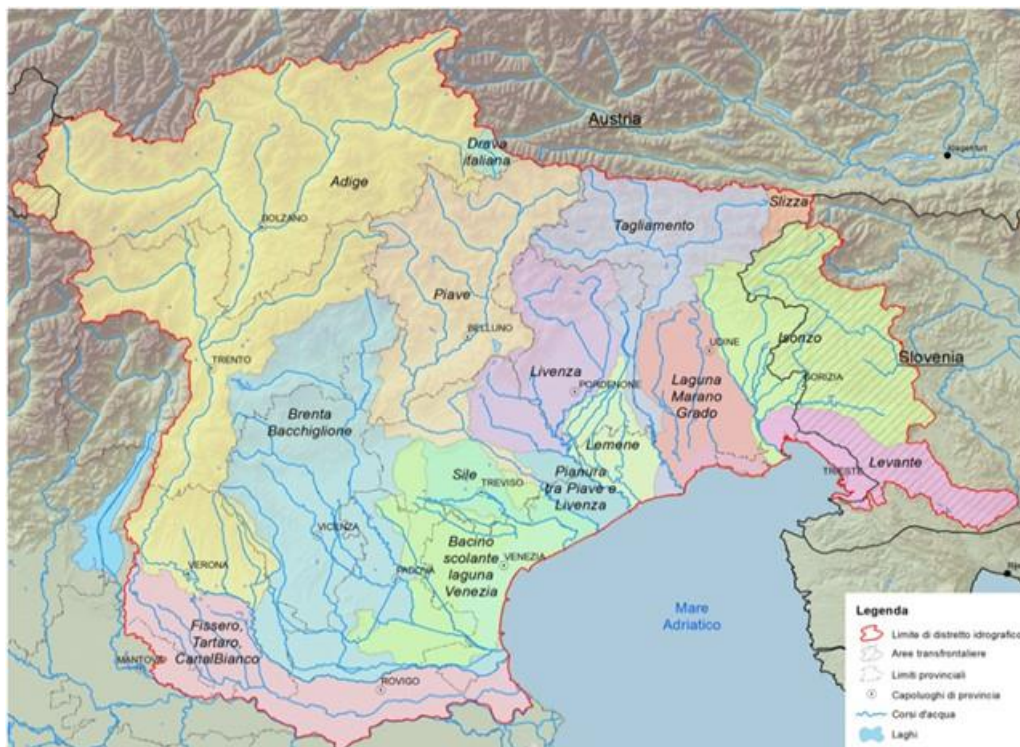 Austria
Klagenfurt
Drava
italiana
Adige
Slizza
BOLZANO
Tagliamento
Piave
BELLUNO
Isonzo
UDINE
Slovenia
TRENTO
Livenza
PORDENONE
Laguna
Marano
Grado
GORIZIA
Brenta
Bacchiglione
Lemene
Levante
TRIESTE
Sile
TREVISO
Pianura
tra Piave e
Livenza
VICENZA
Bacino
scolante
laguna
Venezia
VENEZIA
PADOVA
VERONA
Mare
Adriatico
Fissero,
Tartaro,
CanalBianco
MANTOVA
ROVIGO
Legenda
Limite di distretto idrografico
Aree transfrontaliere
Limiti provinciali
Capoluoghi di provincia
Corsi d'acqua
Laghi